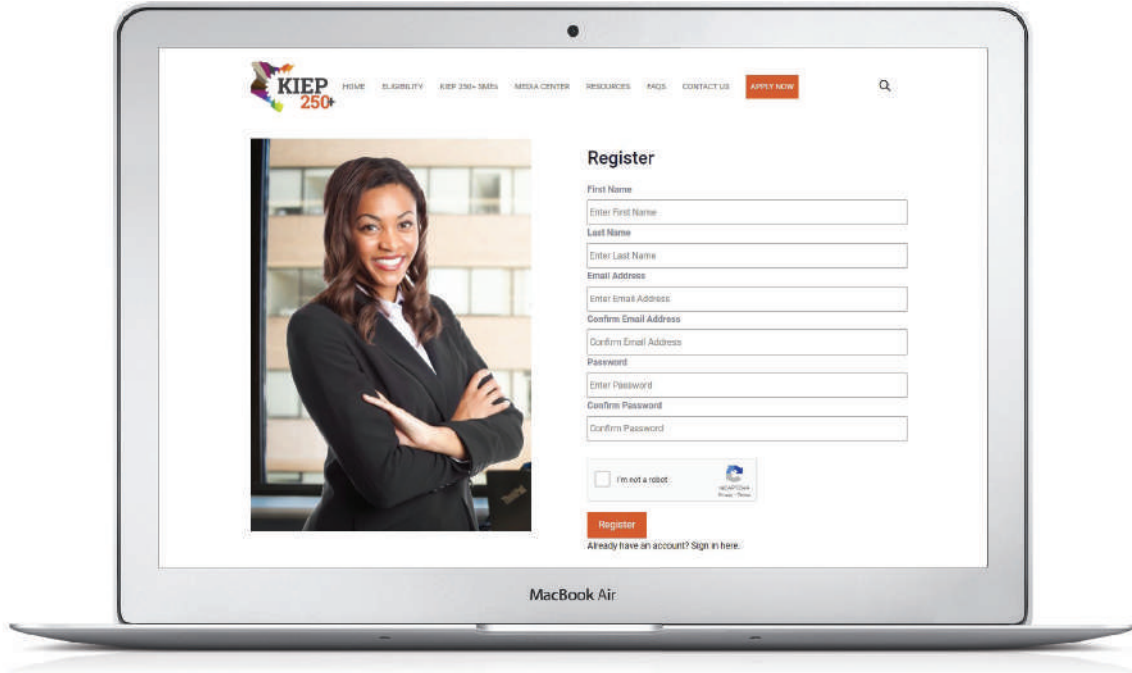 KIEP
250+
HOME ELIGIBILITY KIEP 250+ SMEs MEDIA CENTER RESOURCES FAQS CONTACT US APPLY NOW
Register
First Name
Enter First Name
Last Name
Enter Last Name
Email Address
Enter Email Address
Confirm Email Address
Confirm Email Address
Password
Enter Password
Confirm Password
Confirm Password
I'm not a robot
reCAPTCHA
Privacy - Terms
Register
Already have an account? Sign in here.
ThinkPad
MacBook Air